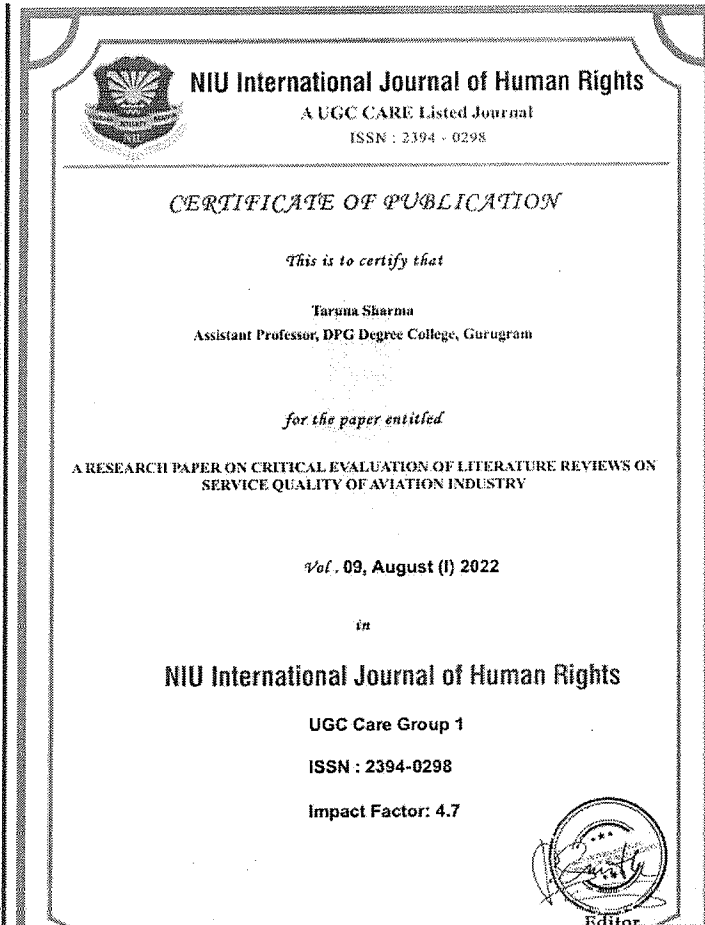 NIU International Journal of Human Rights
A UGC CARE Listed Journal
ISSN : 2394 - 0298
CERTIFICATE OF PUBLICATION
This is to certify that
Taruna Sharma
Assistant Professor, DPG Degree College, Gurugram
for the paper entitled
A RESEARCH PAPER ON CRITICAL EVALUATION OF LITERATURE REVIEWS ON
SERVICE QUALITY OF AVIATION INDUSTRY
Vol . 09, August (I) 2022
in
NIU International Journal of Human Rights
UGC Care Group 1
ISSN : 2394-0298
Impact Factor: 4.7
Editor